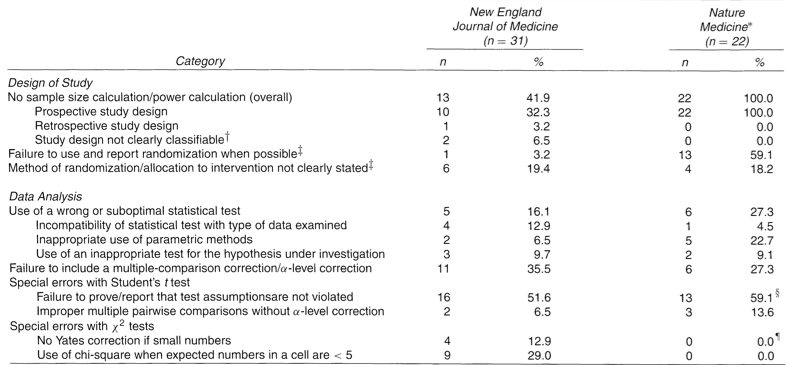 New England Nature
Journal of Medicine Medicine*
(n = 31) (n = 22)
Category n % n %
Design of Study
No sample size calculation/power calculation (overall) 13 41.9 22 100.0
Prospective study design 10 32.3 22 100.0
Retrospective study design 1 3.2 0 0.0
Study design not clearly classifiable† 2 6.5 0 0.0
Failure to use and report randomization when possible‡ 1 3.2 13 59.1
Method of randomization/allocation to intervention not clearly stated‡ 6 19.4 4 18.2
Data Analysis
Use of a wrong or suboptimal statistical test 5 16.1 6 27.3
Incompatibility of statistical test with type of data examined 4 12.9 1 4.5
Inappropriate use of parametric methods 2 6.5 5 22.7
Use of an inappropriate test for the hypothesis under investigation 3 9.7 2 9.1
Failure to include a multiple-comparison correction/α-level correction 11 35.5 6 27.3
Special errors with Student's t test
Failure to prove/report that test assumptionsare not violated 16 51.6 13 59.1§
Improper multiple pairwise comparisons without α-level correction 2 6.5 3 13.6
Special errors with χ² tests
No Yates correction if small numbers 4 12.9 0 0.0¶
Use of chi-square when expected numbers in a cell are < 5 9 29.0 0 0.0